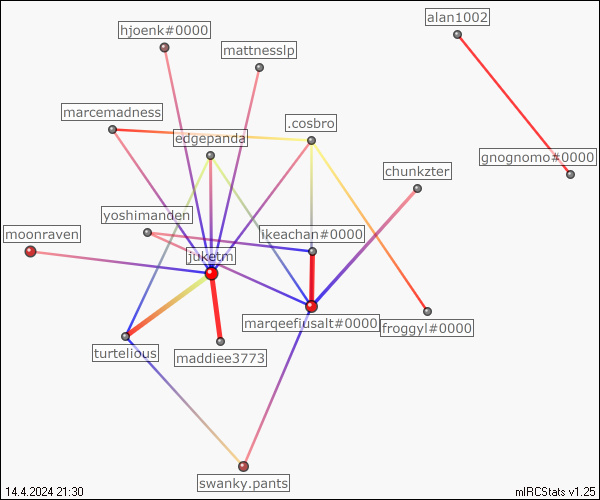 alan1002
hjoenk#0000
mattnesslp
marcemadness
.cosbro
edgepanda
gnognomo#0000
chunkzter
yoshimanden
moonraven
ikeachan#0000
juketm
marqeefiusalt#0000
froggyl#0000
turtelious
maddiee3773
swanky.pants
14.4.2024 21:30
mIRCStats v1.25